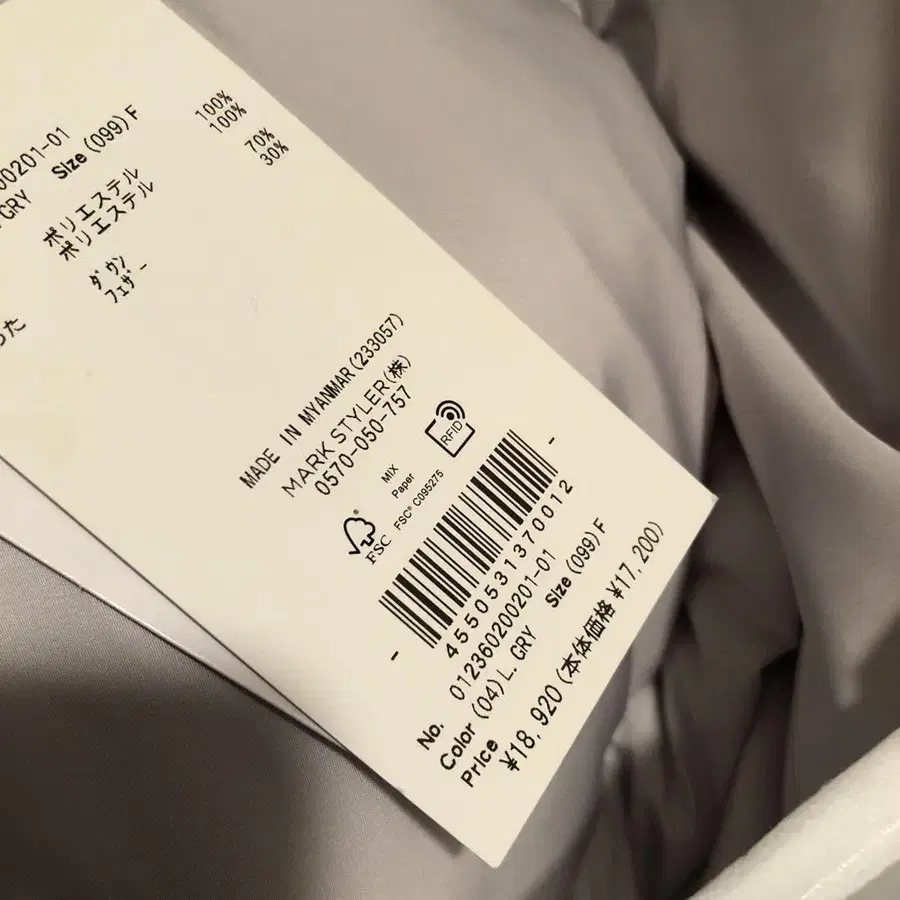 00201-01
GRY Size (099) F
ポリエステル 100%
ポリエステル 100%
ダウン 70%
フェザー 30%
った
MADE IN MYANMAR (233057)
MARK STYLER(株)
0570-050-757
RFID
MIX
Paper
FSC® C095275
FSC
4550531370012
No. 012360200201-01
Color (04) L. GRY Size (099) F
Price ¥18,920 (本体価格 ¥17,200)